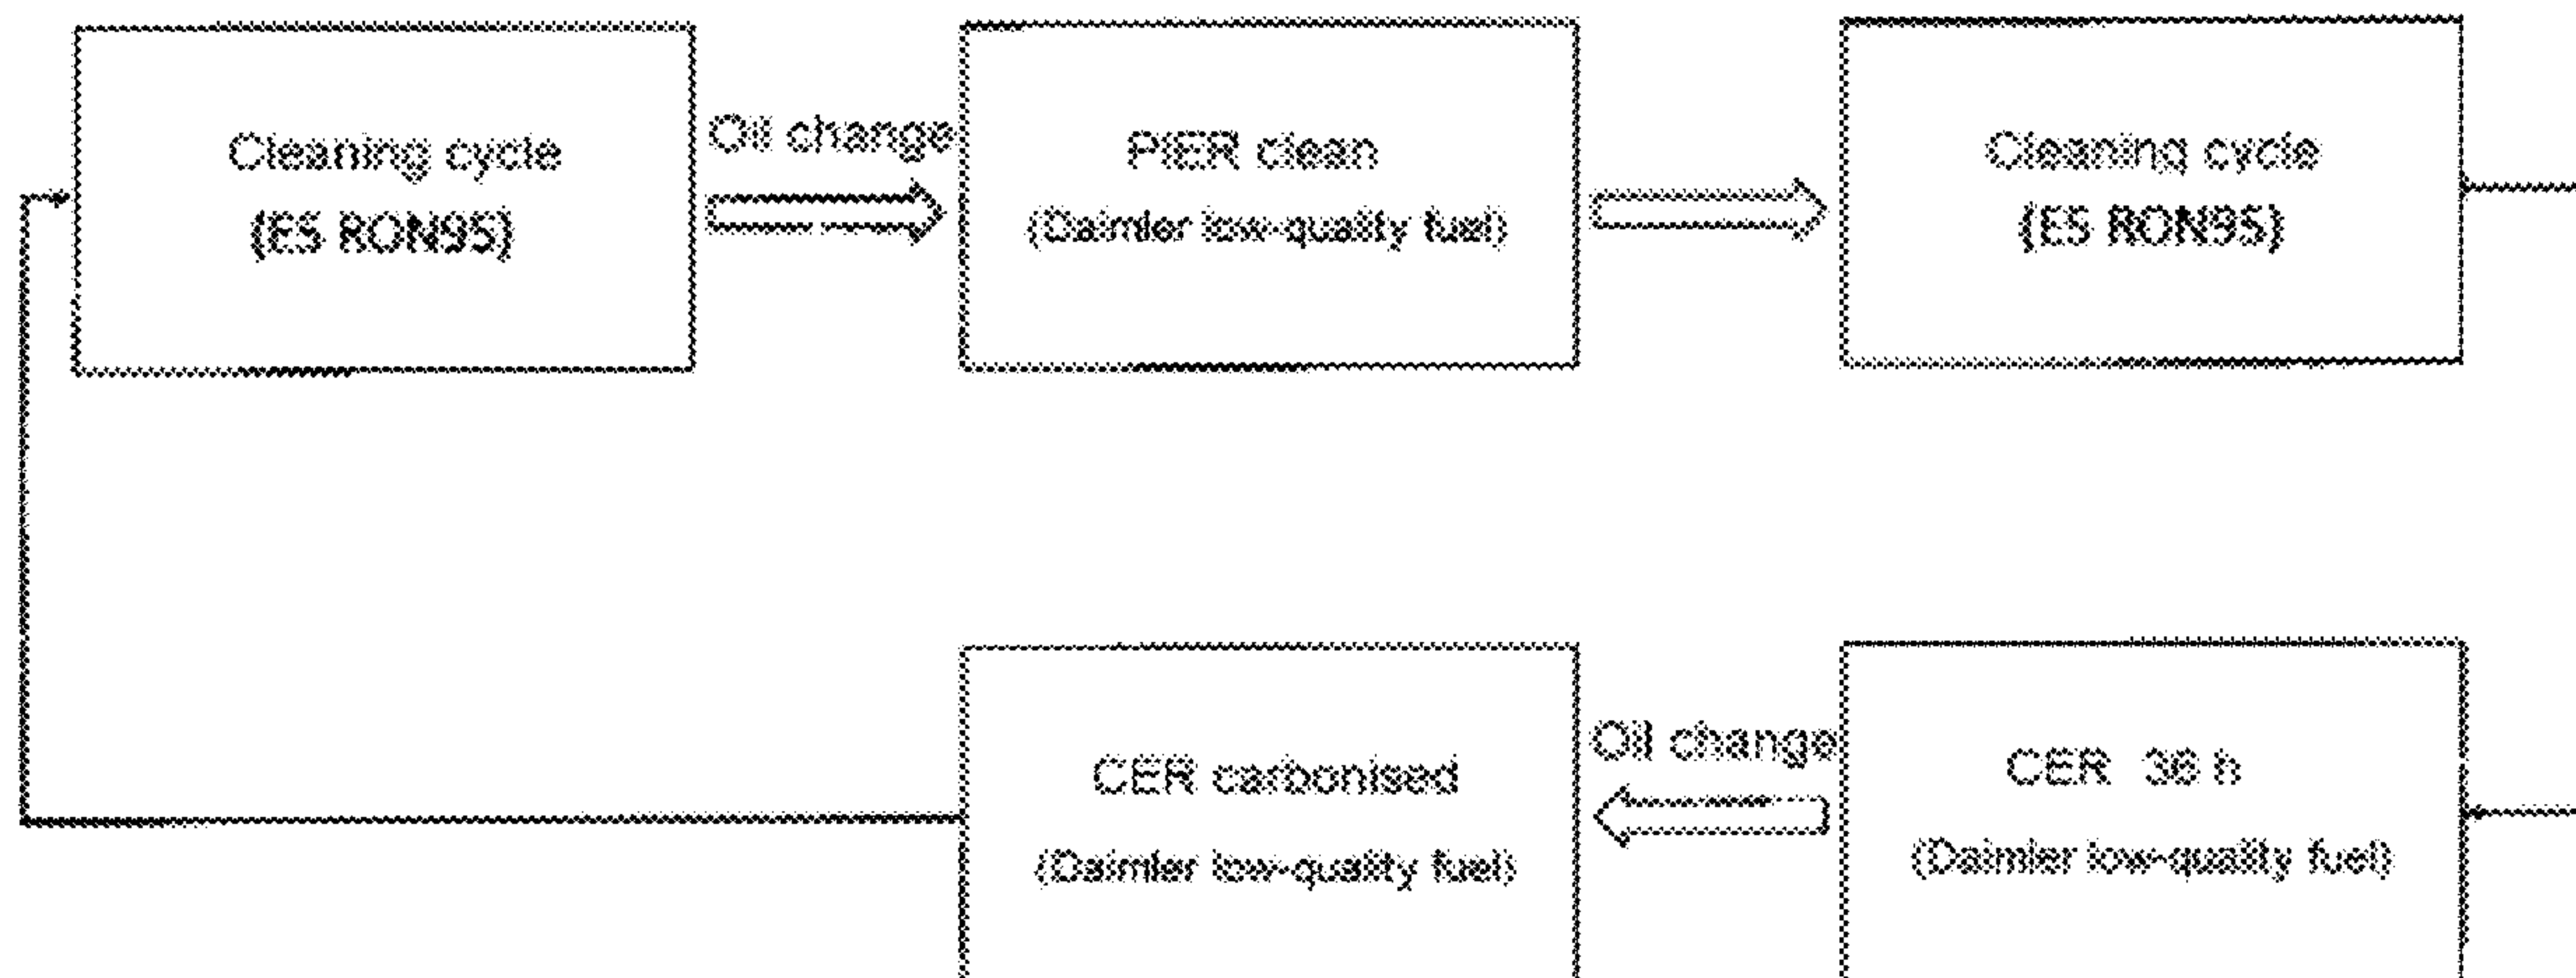 Cleaning cycle
(E5 RON95)
Oil change
PIER clean
(Daimler low-quality fuel)
Cleaning cycle
(E5 RON95)
CER carbonised
(Daimler low-quality fuel)
Oil change
CER 36 h
(Daimler low-quality fuel)